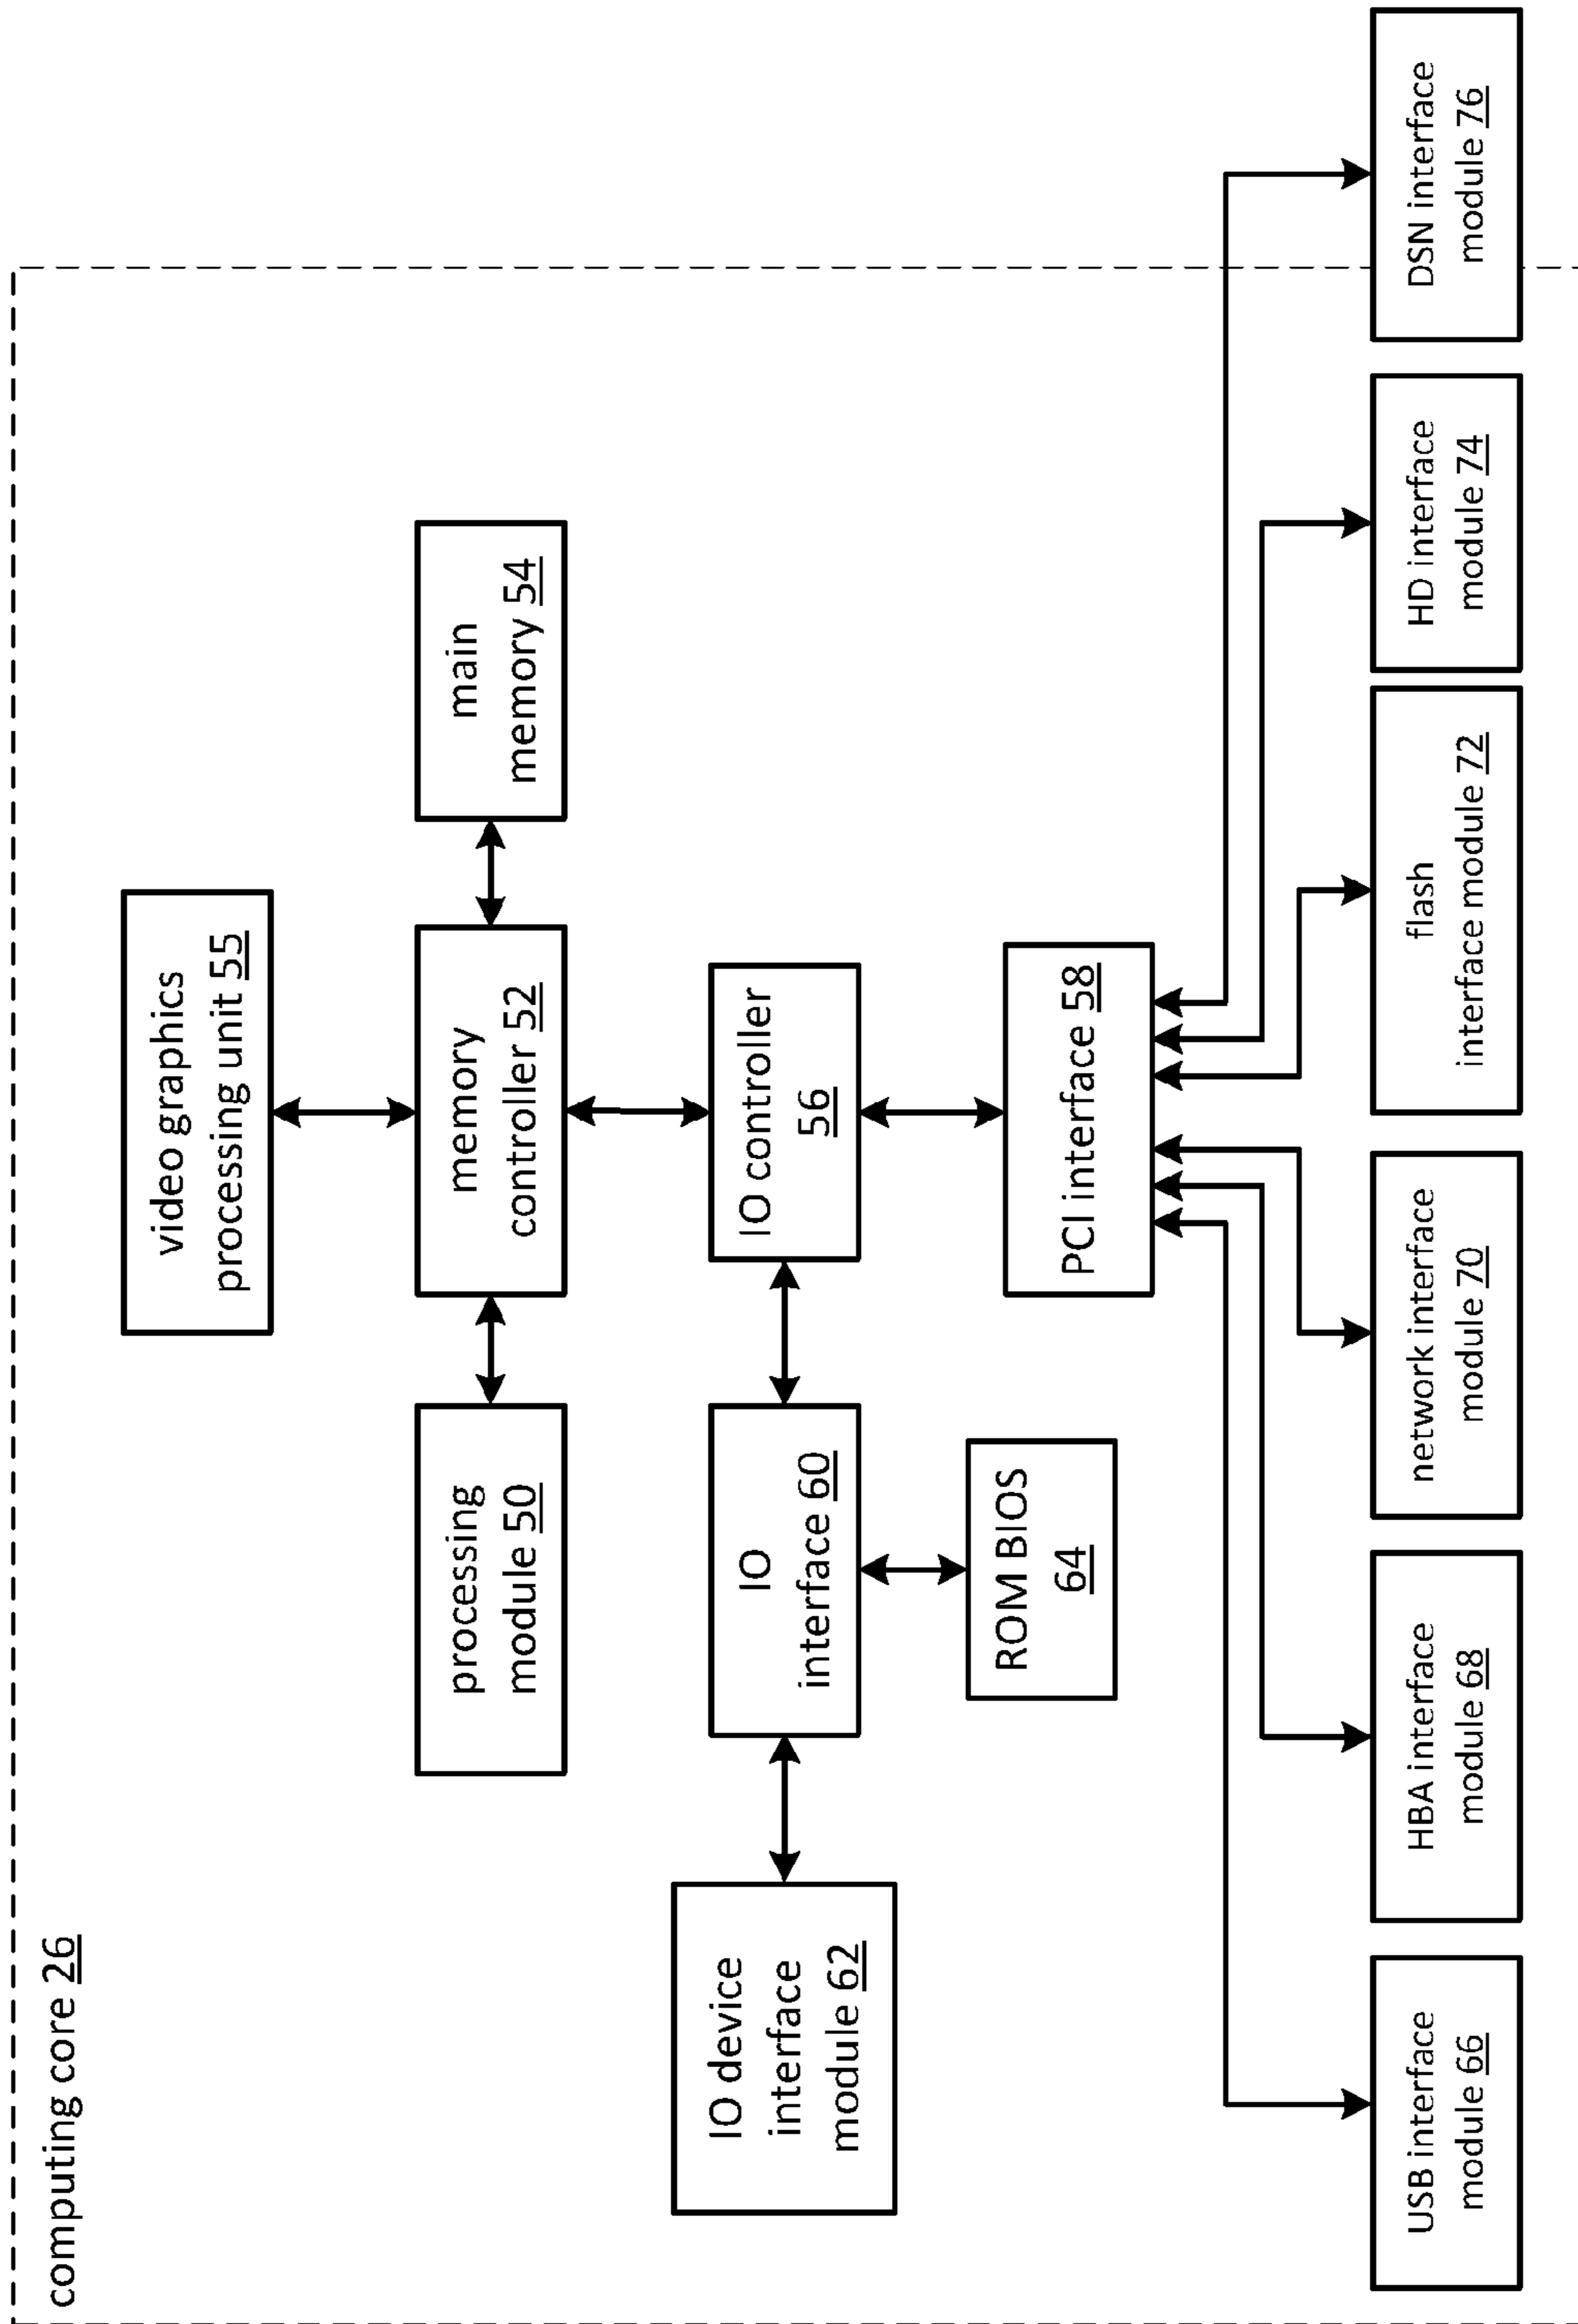 computing core 26
video graphics
processing unit 55
processing
module 50
memory
controller 52
main
memory 54
IO device
interface
module 62
IO
interface 60
IO controller
56
ROM BIOS
64
PCI interface 58
USB interface
module 66
HBA interface
module 68
network interface
module 70
flash
interface module 72
HD interface
module 74
DSN interface
module 76